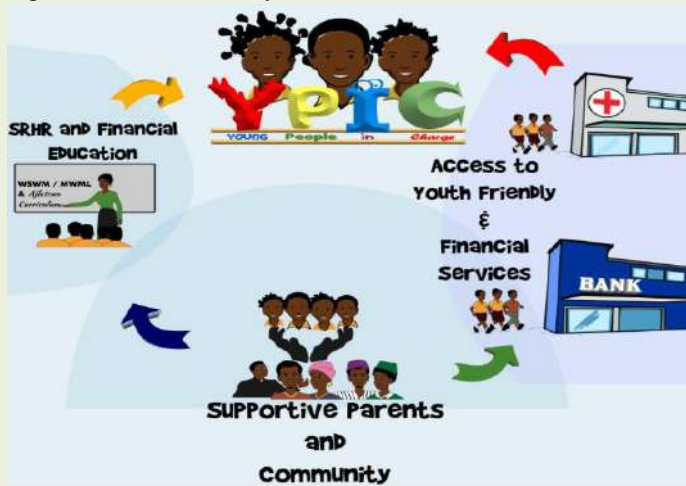 YPIC
YOUNG People in Charge
SRHR and Financial
Education
WSWM / MWML
& Aflateen
Curriculum
Access to
Youth Friendly
&
Financial
Services
BANK
Supportive Parents
and
Community